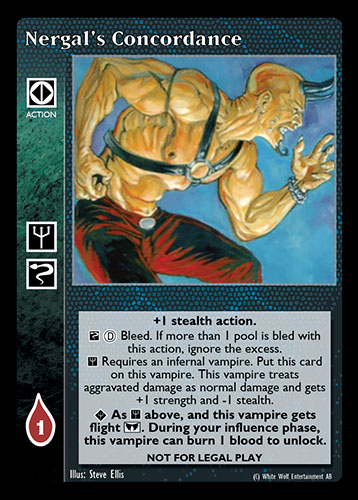 Nergal's Concordance
ACTION
+1 stealth action.
D Bleed. If more than 1 pool is bled with
this action, ignore the excess.
Requires an infernal vampire. Put this card
on this vampire. This vampire treats
aggravated damage as normal damage and gets
+1 strength and -1 stealth.
As above, and this vampire gets
flight. During your influence phase,
this vampire can burn 1 blood to unlock.
NOT FOR LEGAL PLAY
1
Illus: Steve Ellis
(C) White Wolf Entertainment AB